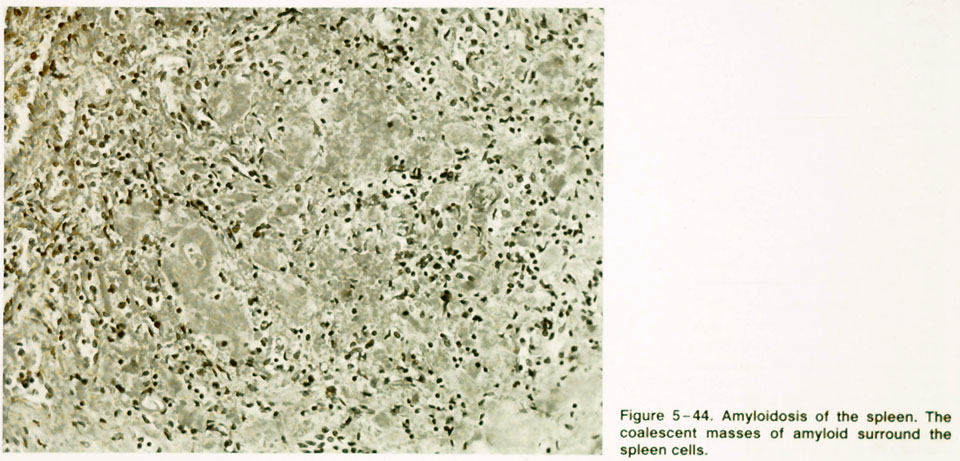 Figure 5–44. Amyloidosis of the spleen. The
coalescent masses of amyloid surround the
spleen cells.